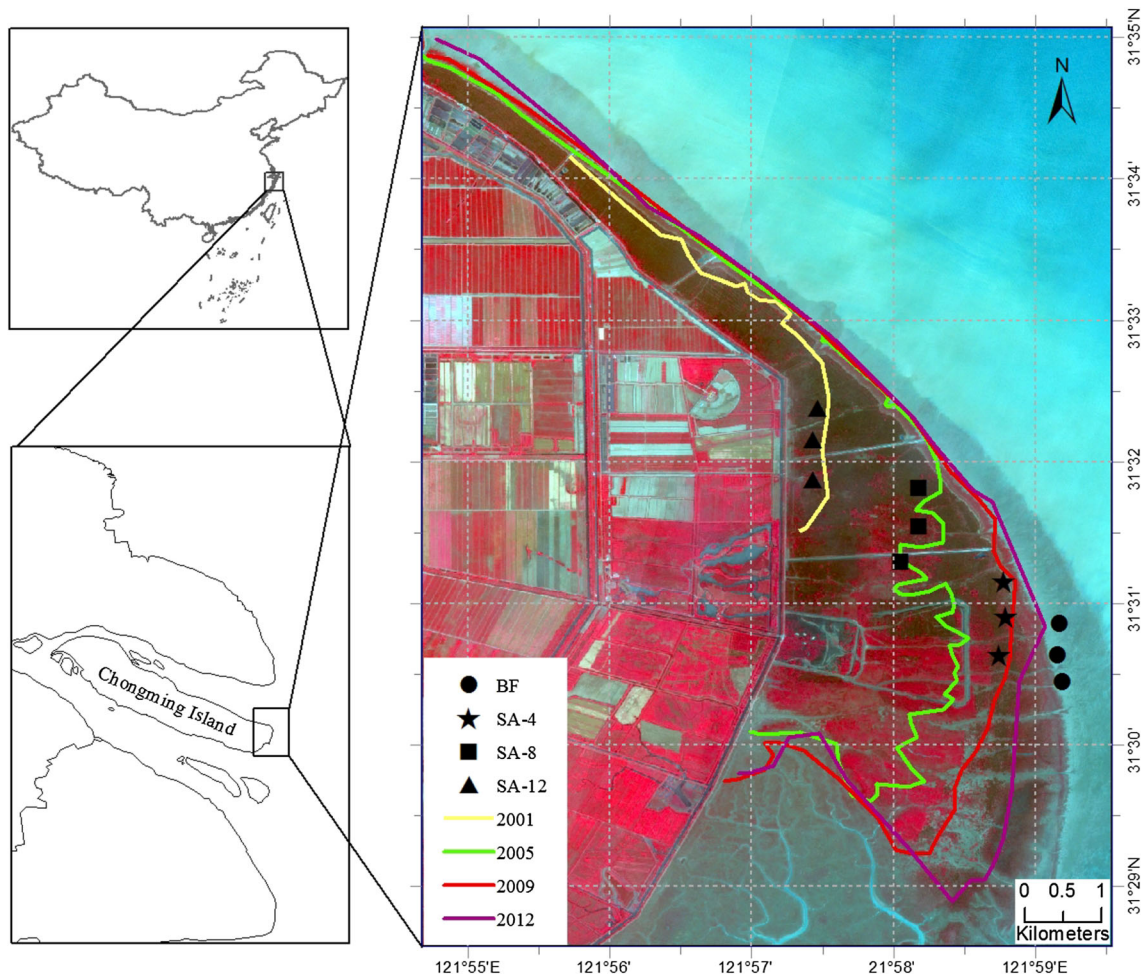 N
31°35'N
31°34'
31°33'
31°32'
31°31'
31°30'
31°29'N
Chongming Island
BF
SA-4
SA-8
SA-12
2001
2005
2009
2012
0 0.5 1
Kilometers
121°55'E
121°56'
121°57'
121°58'
121°59'